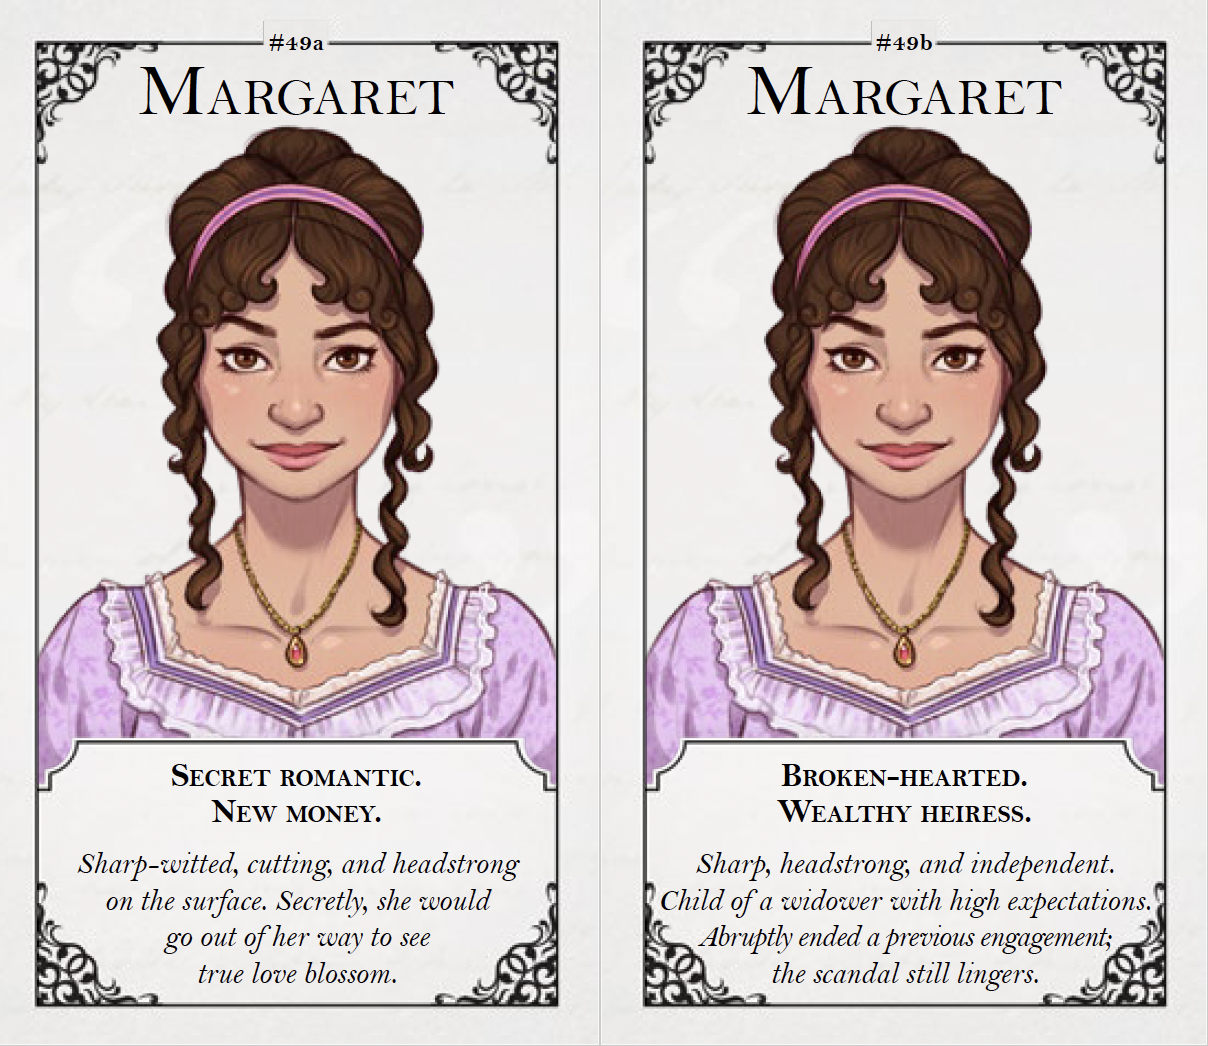 #49a
MARGARET
SECRET ROMANTIC.
NEW MONEY.
Sharp-witted, cutting, and headstrong
on the surface. Secretly, she would
go out of her way to see
true love blossom.
#49b
MARGARET
BROKEN-HEARTED.
WEALTHY HEIRESS.
Sharp, headstrong, and independent.
Child of a widower with high expectations.
Abruptly ended a previous engagement;
the scandal still lingers.